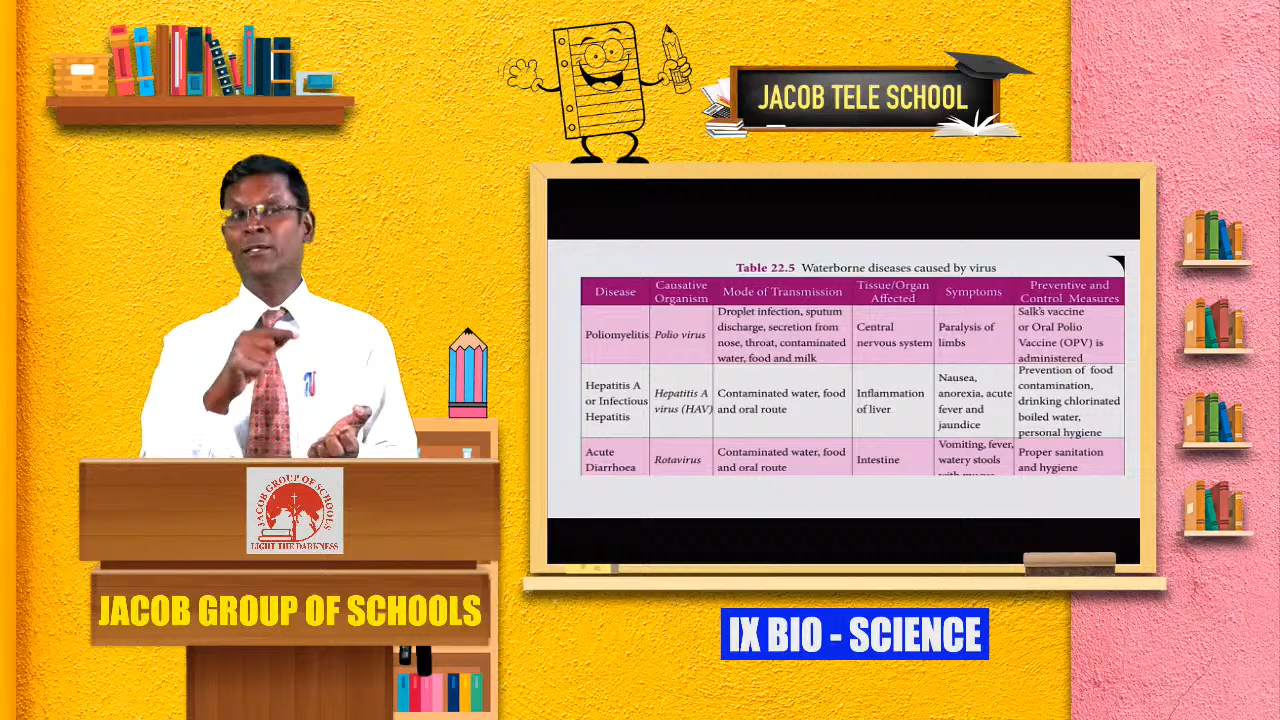 JACOB TELE SCHOOL
Table 22.5 Waterborne diseases caused by virus
Disease
Causative
Organism
Mode of Transmission
Tissue/Organ
Affected
Symptoms
Preventive and
Control Measures
Poliomyelitis
Polio virus
Droplet infection, sputum
discharge, secretion from
nose, throat, contaminated
water, food and milk
Central
nervous system
Paralysis of
limbs
Salk's vaccine
or Oral Polio
Vaccine (OPV) is
administered
Hepatitis A
or Infectious
Hepatitis
Hepatitis A
virus (HAV)
Contaminated water, food
and oral route
Inflammation
of liver
Nausea,
anorexia, acute
fever and
jaundice
Prevention of food
contamination,
drinking chlorinated
boiled water,
personal hygiene
Acute
Diarrhoea
Rotavirus
Contaminated water, food
and oral route
Intestine
Vomiting, fever,
watery stools
Proper sanitation
and hygiene
JACOB GROUP OF SCHOOLS
LIGHT THE DARKNESS
JACOB GROUP OF SCHOOLS
IX BIO - SCIENCE